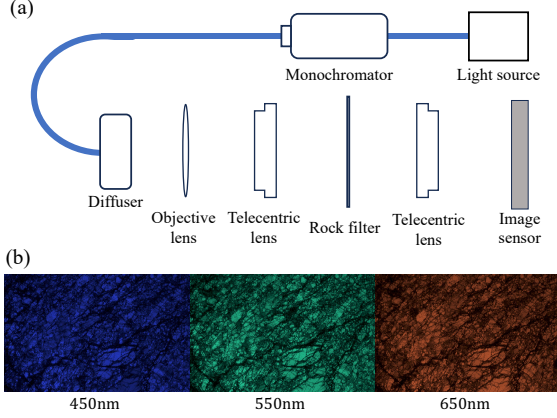 (a)
Monochromator
Light source
Diffuser
Objective
lens
Telecentric
lens
Rock filter
Telecentric
lens
Image
sensor
(b)
450nm
550nm
650nm